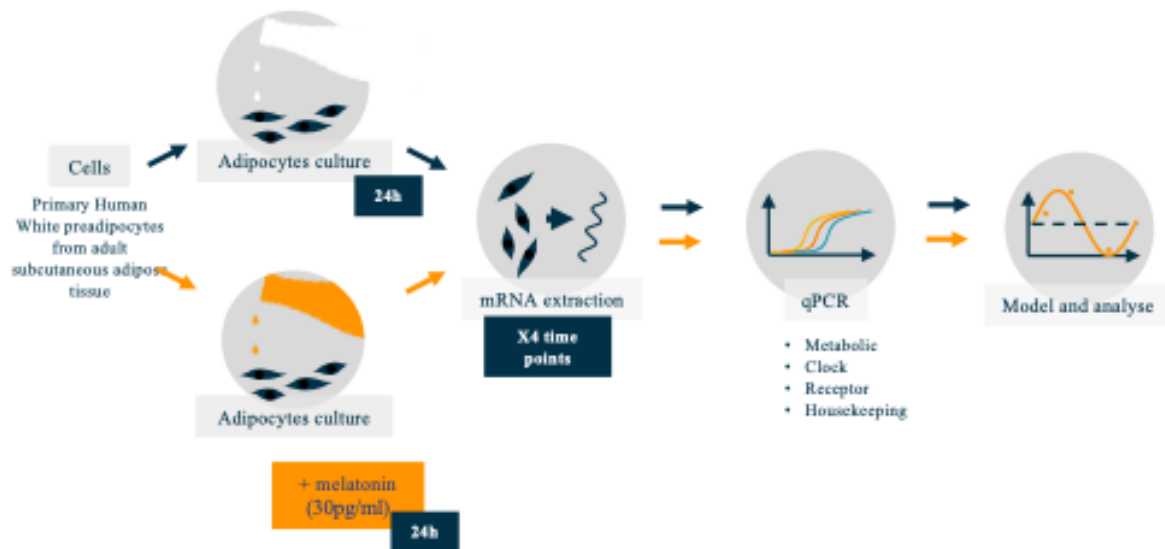 Cells
Primary Human
White preadipocytes
from adult
subcutaneous adipose
tissue
Adipocytes culture
24h
Adipocytes culture
+ melatonin
(30pg/ml)
24h
mRNA extraction
X4 time
points
qPCR
• Metabolic
• Clock
• Receptor
• Housekeeping
Model and analyse